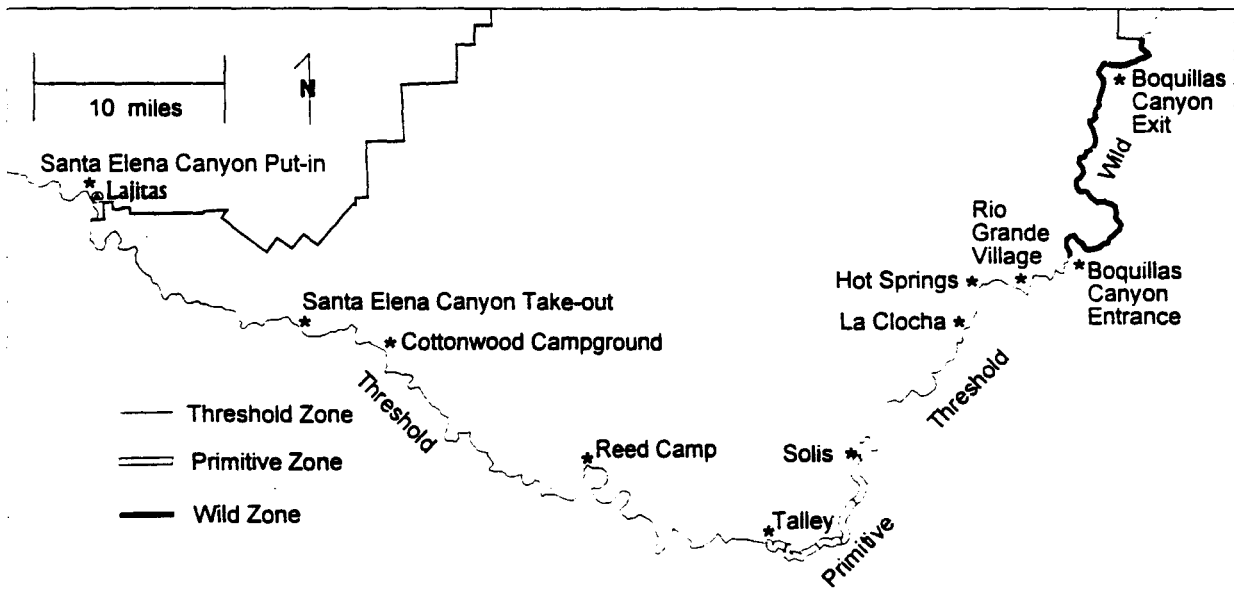 10 miles
N
Santa Elena Canyon Put-in
Lajitas
Boquillas
Canyon
Exit
Wild
Rio
Grande
Village
Hot Springs
Boquillas
Canyon
Entrance
La Clocha
Santa Elena Canyon Take-out
Cottonwood Campground
Threshold
Threshold
Threshold Zone
Primitive Zone
Wild Zone
Reed Camp
Solis
Talley
Primitive